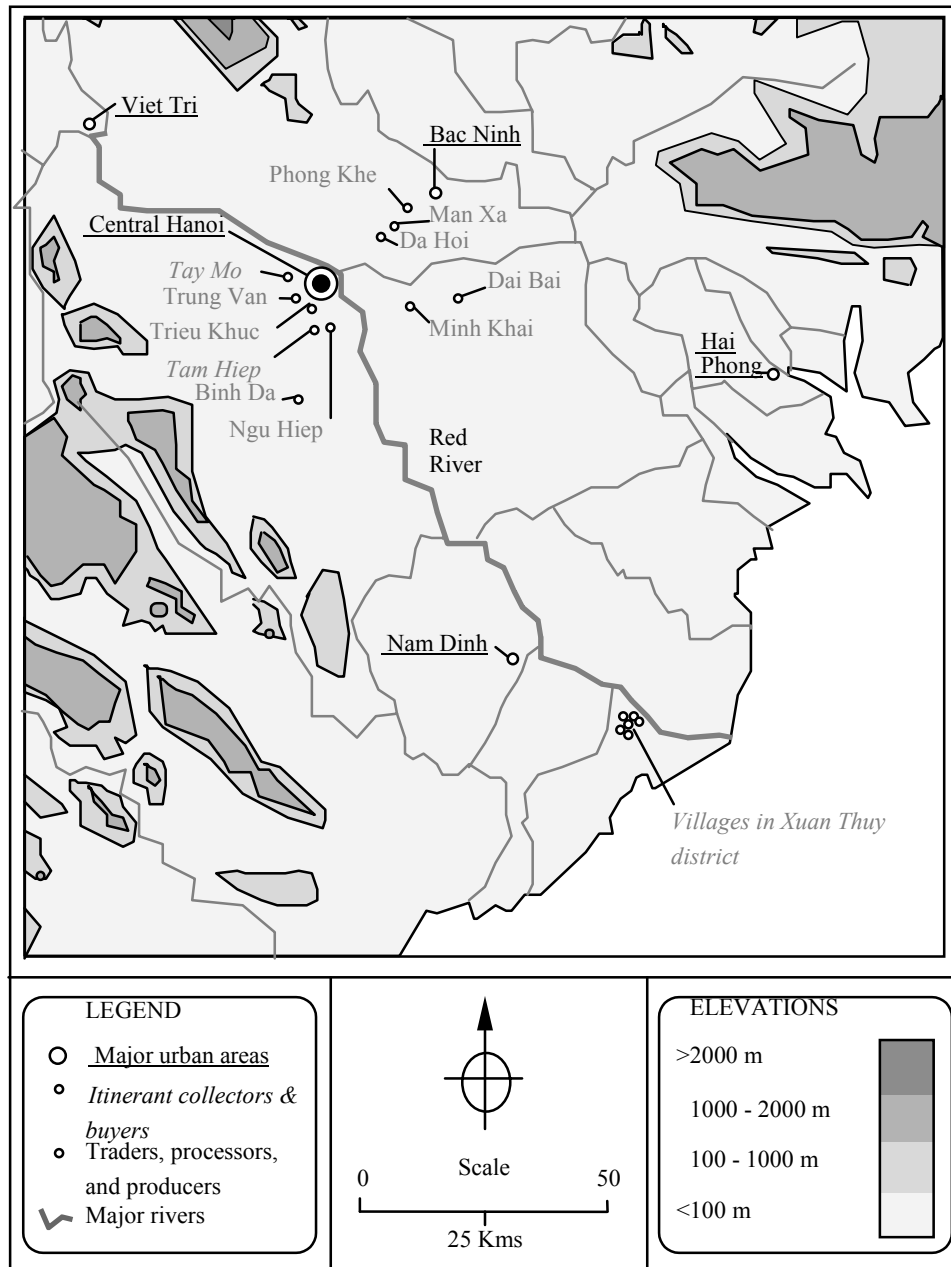 Viet Tri
Bac Ninh
Phong Khe
Man Xa
Central Hanoi
Da Hoi
Tay Mo
Dai Bai
Trung Van
Minh Khai
Trieu Khuc
Hai
Phong
Tam Hiep
Binh Da
Ngu Hiep
Red
River
Nam Dinh
Villages in Xuan Thuy
district
LEGEND
Major urban areas
Itinerant collectors &
buyers
Traders, processors,
and producers
Major rivers
Scale
0
50
25 Kms
ELEVATIONS
>2000 m
1000 - 2000 m
100 - 1000 m
<100 m